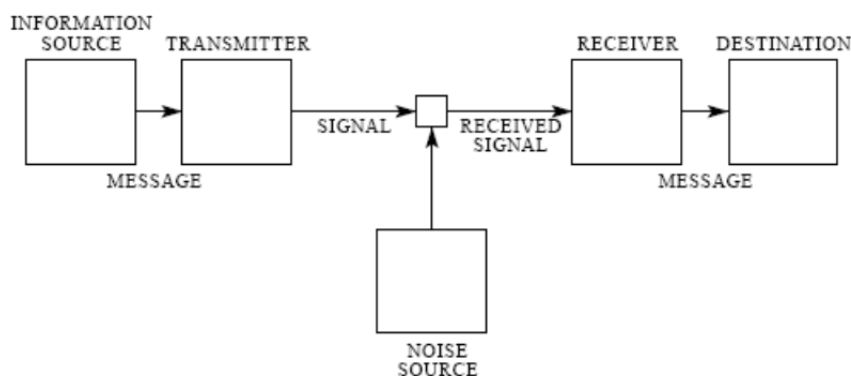 INFORMATION
SOURCE
TRANSMITTER
RECEIVER
DESTINATION
SIGNAL
RECEIVED
SIGNAL
MESSAGE
MESSAGE
NOISE
SOURCE